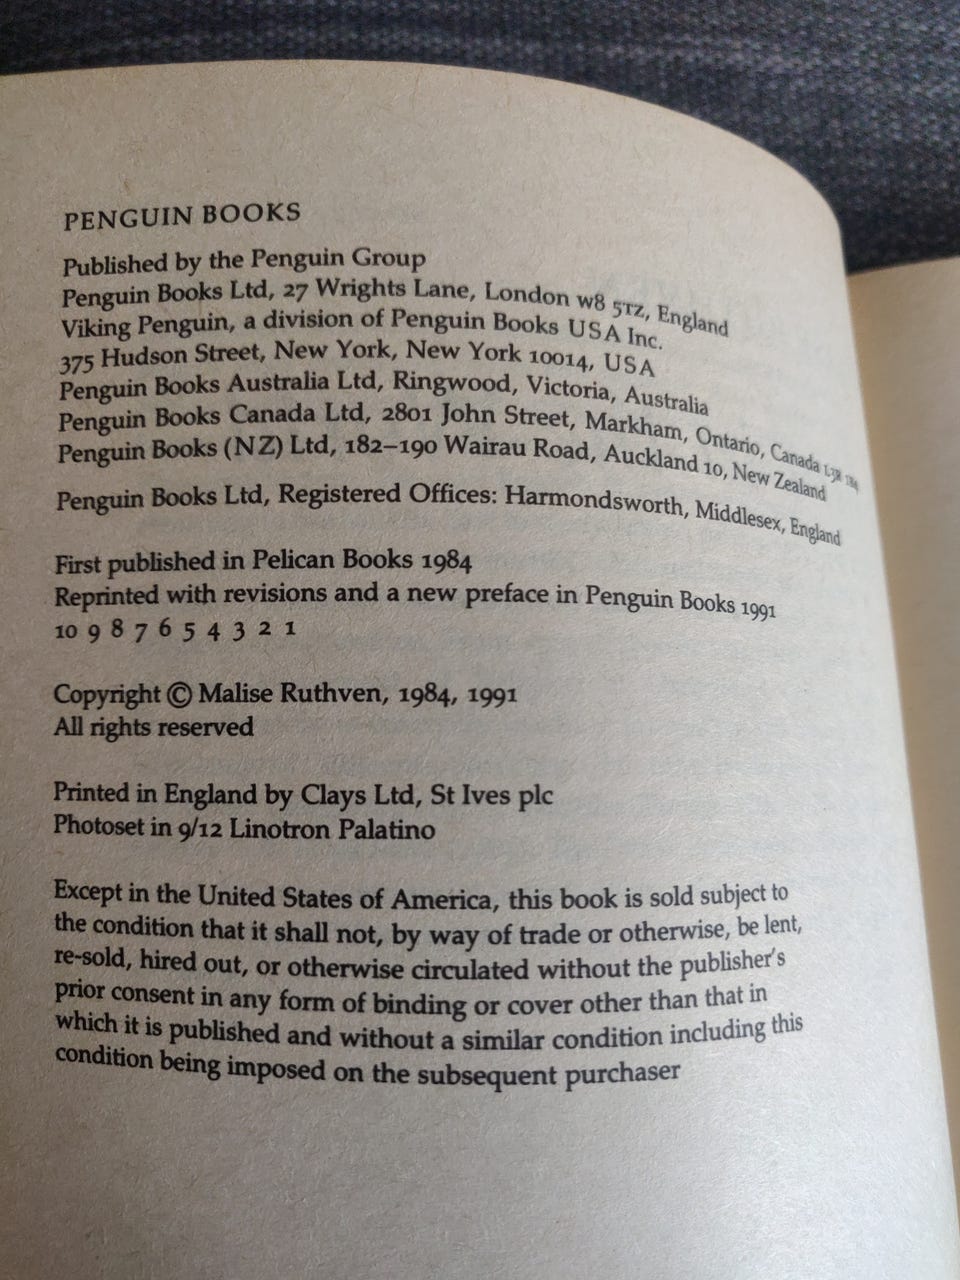 PENGUIN BOOKS
Published by the Penguin Group
Penguin Books Ltd, 27 Wrights Lane, London W8 5TZ, England
Viking Penguin, a division of Penguin Books USA Inc.
375 Hudson Street, New York, New York 10014, USA
Penguin Books Australia Ltd, Ringwood, Victoria, Australia
Penguin Books Canada Ltd, 2801 John Street, Markham, Ontario, Canada L3R 1B4
Penguin Books (NZ) Ltd, 182–190 Wairau Road, Auckland 10, New Zealand
Penguin Books Ltd, Registered Offices: Harmondsworth, Middlesex, England
First published in Pelican Books 1984
Reprinted with revisions and a new preface in Penguin Books 1991
10 9 8 7 6 5 4 3 2 1
Copyright © Malise Ruthven, 1984, 1991
All rights reserved
Printed in England by Clays Ltd, St Ives plc
Photoset in 9/12 Linotron Palatino
Except in the United States of America, this book is sold subject to
the condition that it shall not, by way of trade or otherwise, be lent,
re-sold, hired out, or otherwise circulated without the publisher's
prior consent in any form of binding or cover other than that in
which it is published and without a similar condition including this
condition being imposed on the subsequent purchaser